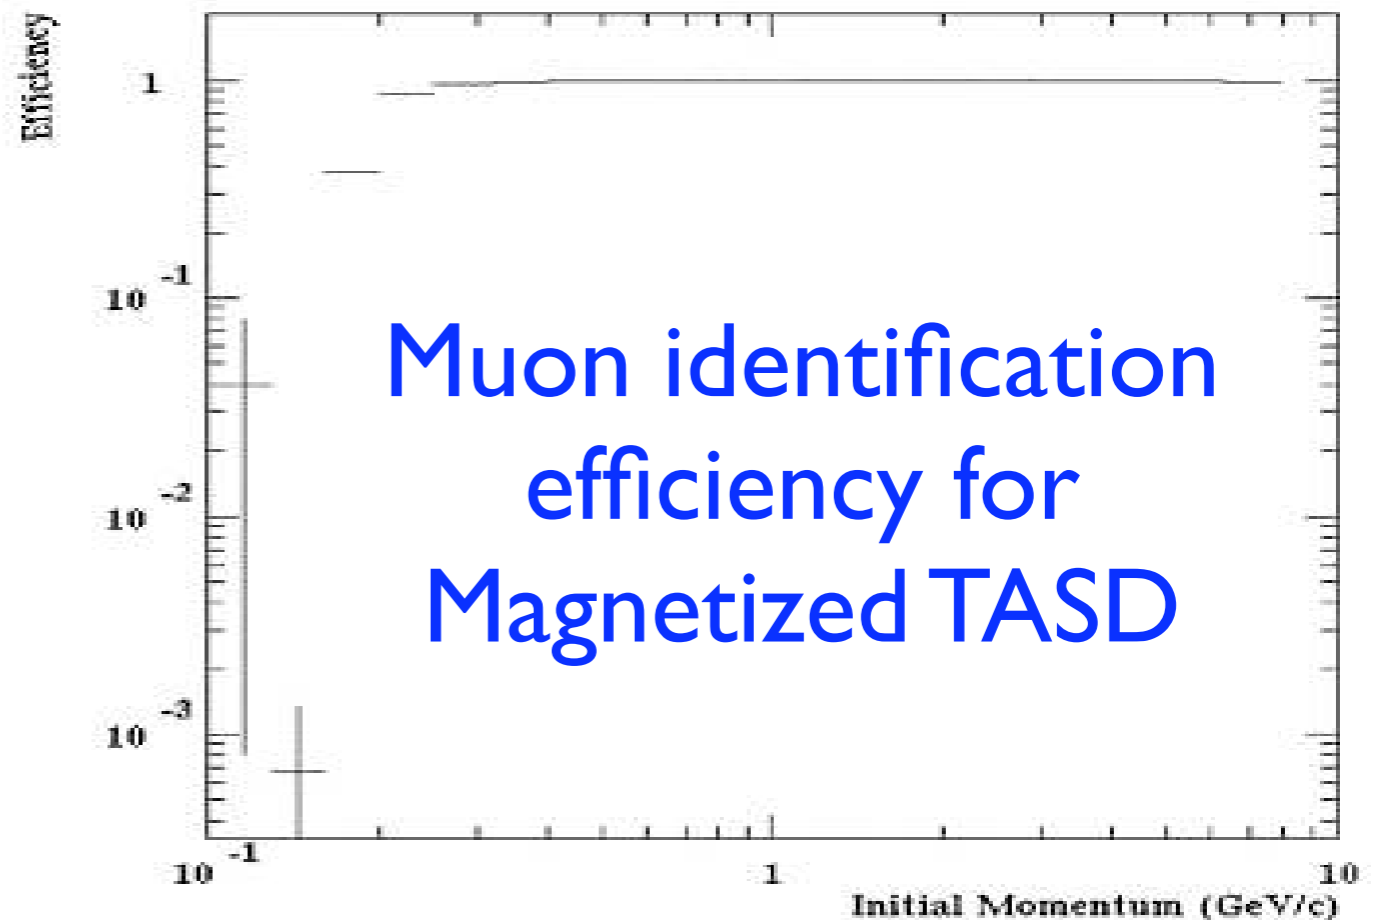 Efficiency
1
10 -1
10 -2
10 -3
Muon identification
efficiency for
Magnetized TASD
10 -1
1
10
Initial Momentum (GeV/c)